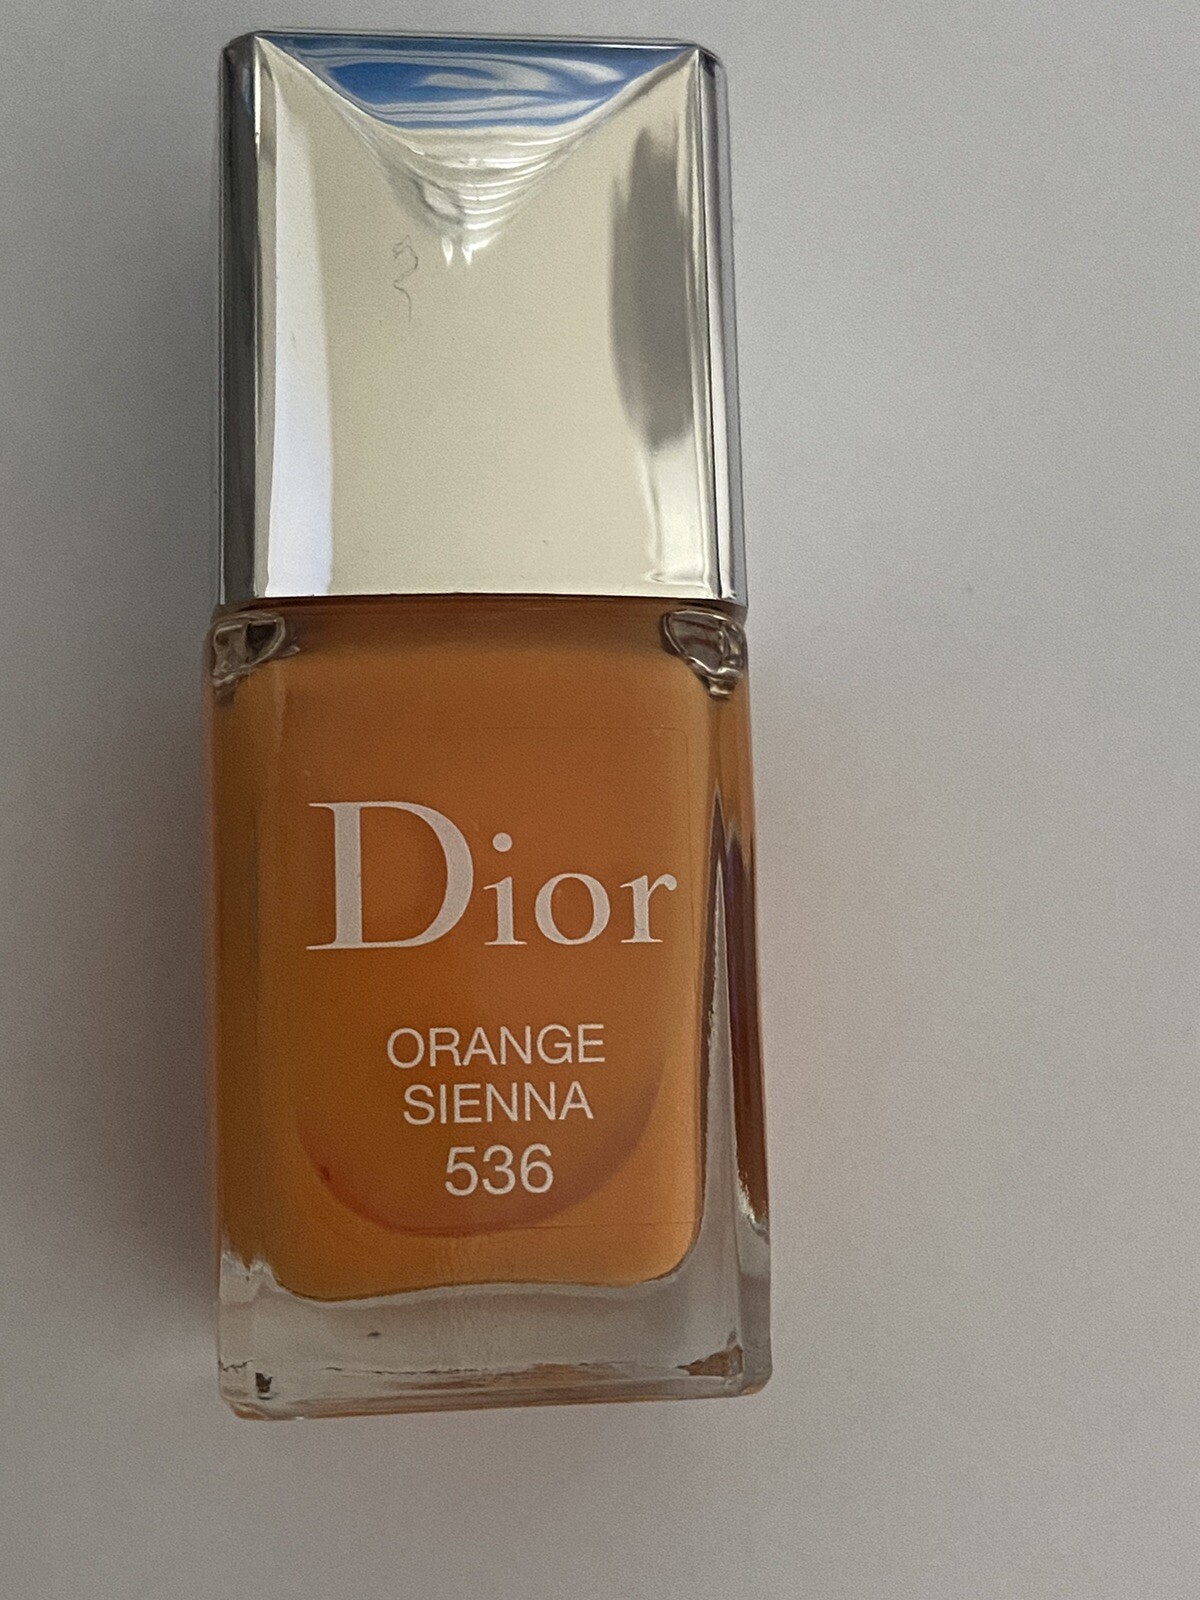 Dior
ORANGE
SIENNA
536